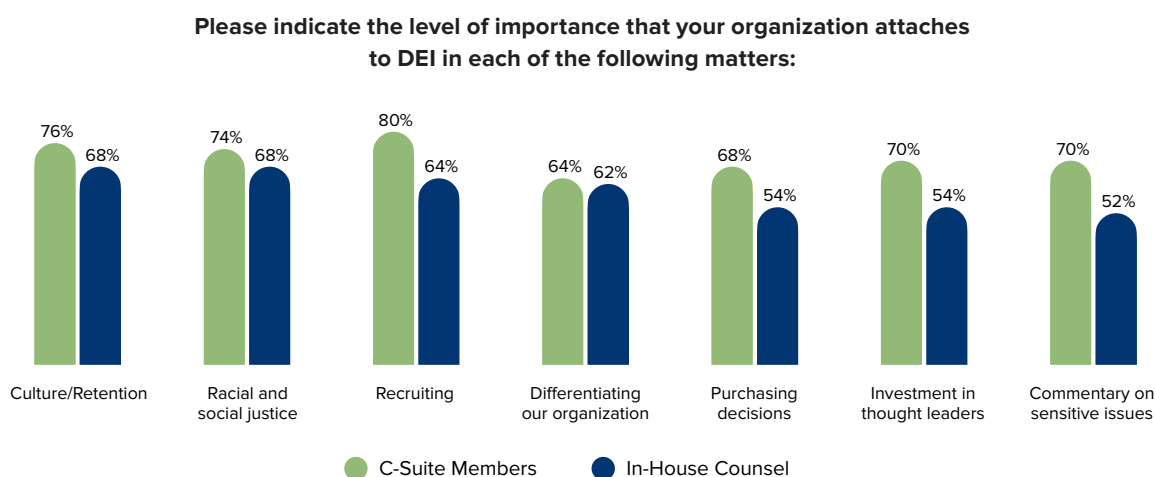 Please indicate the level of importance that your organization attaches
to DEI in each of the following matters:
76%
68%
74%
68%
80%
64%
64%
62%
68%
54%
70%
54%
70%
52%
Culture/Retention
Racial and
social justice
Recruiting
Differentiating
our organization
Purchasing
decisions
Investment in
thought leaders
Commentary on
sensitive issues
C-Suite Members
In-House Counsel